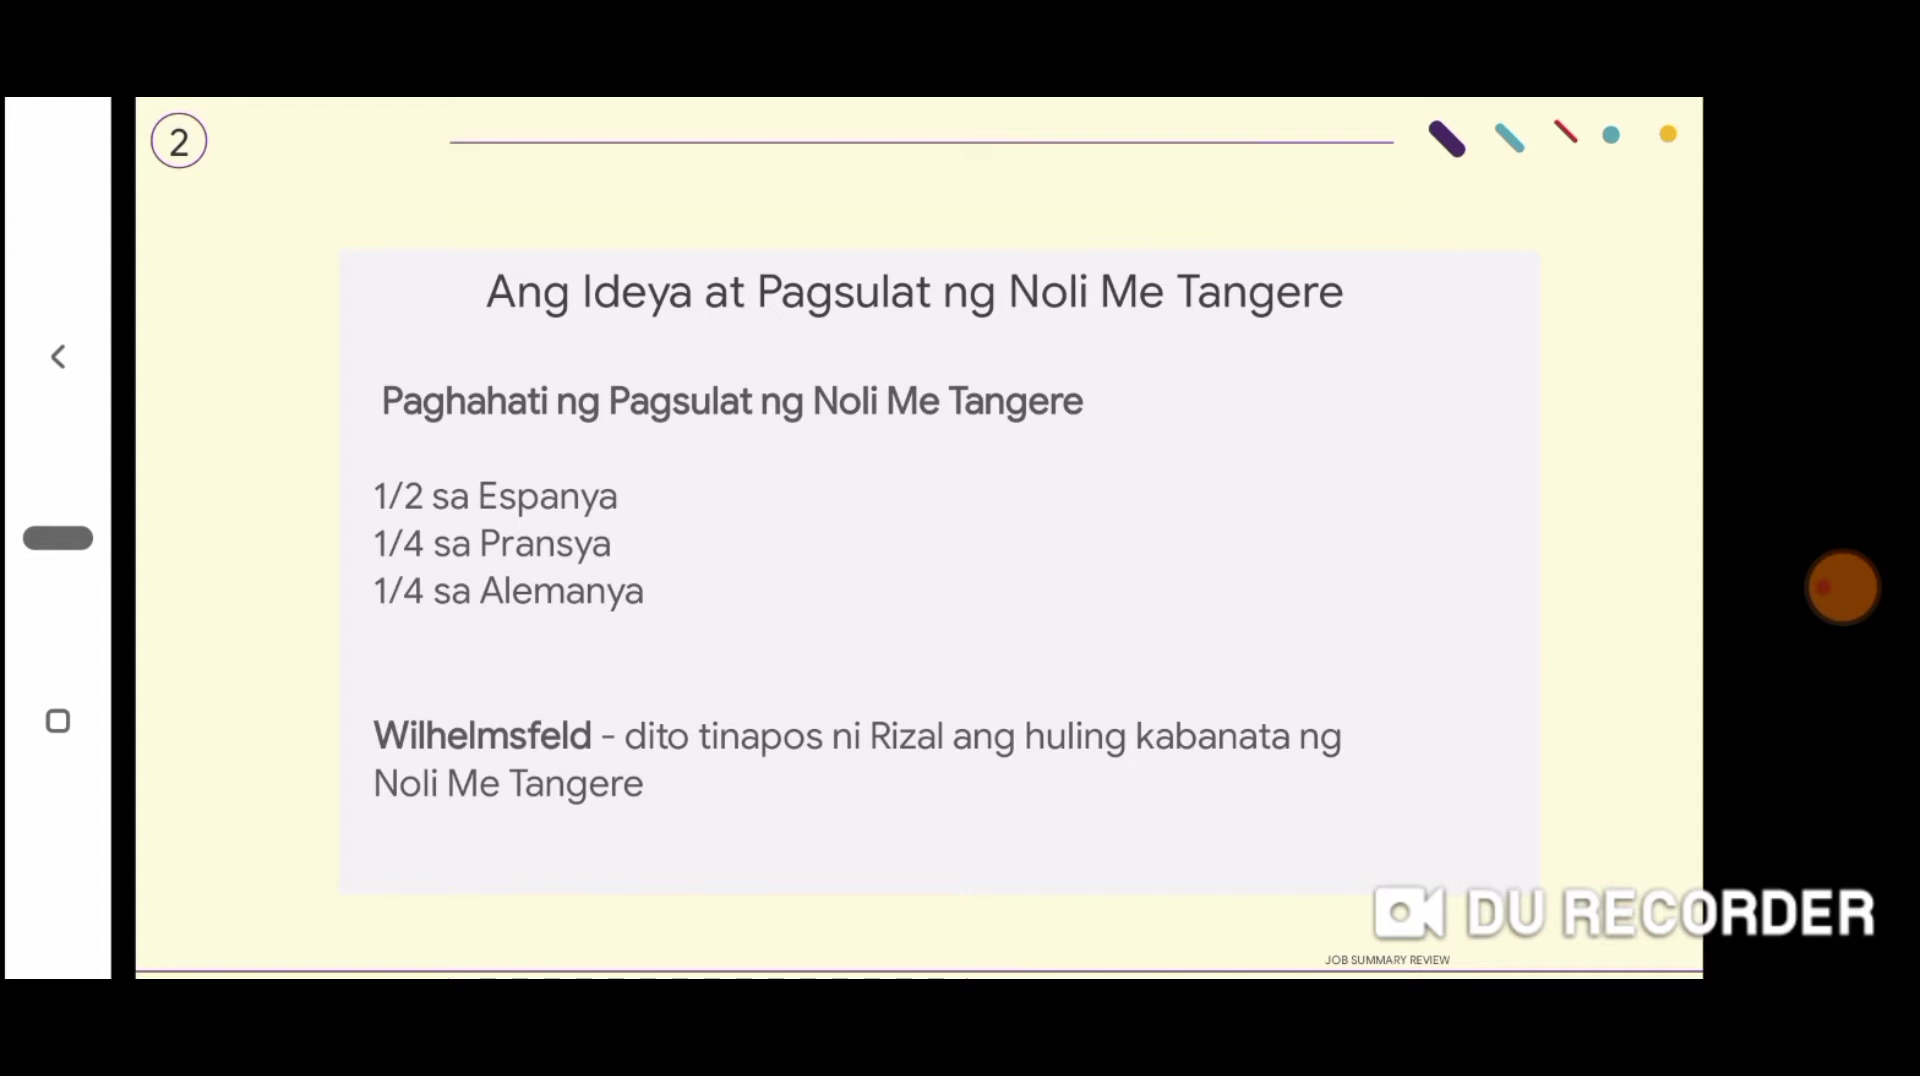 2
Ang Ideya at Pagsulat ng Noli Me Tangere
Paghahati ng Pagsulat ng Noli Me Tangere
1/2 sa Espanya
1/4 sa Pransya
1/4 sa Alemanya
Wilhelmsfeld - dito tinapos ni Rizal ang huling kabanata ng
Noli Me Tangere
DU RECORDER
JOB SUMMARY REVIEW